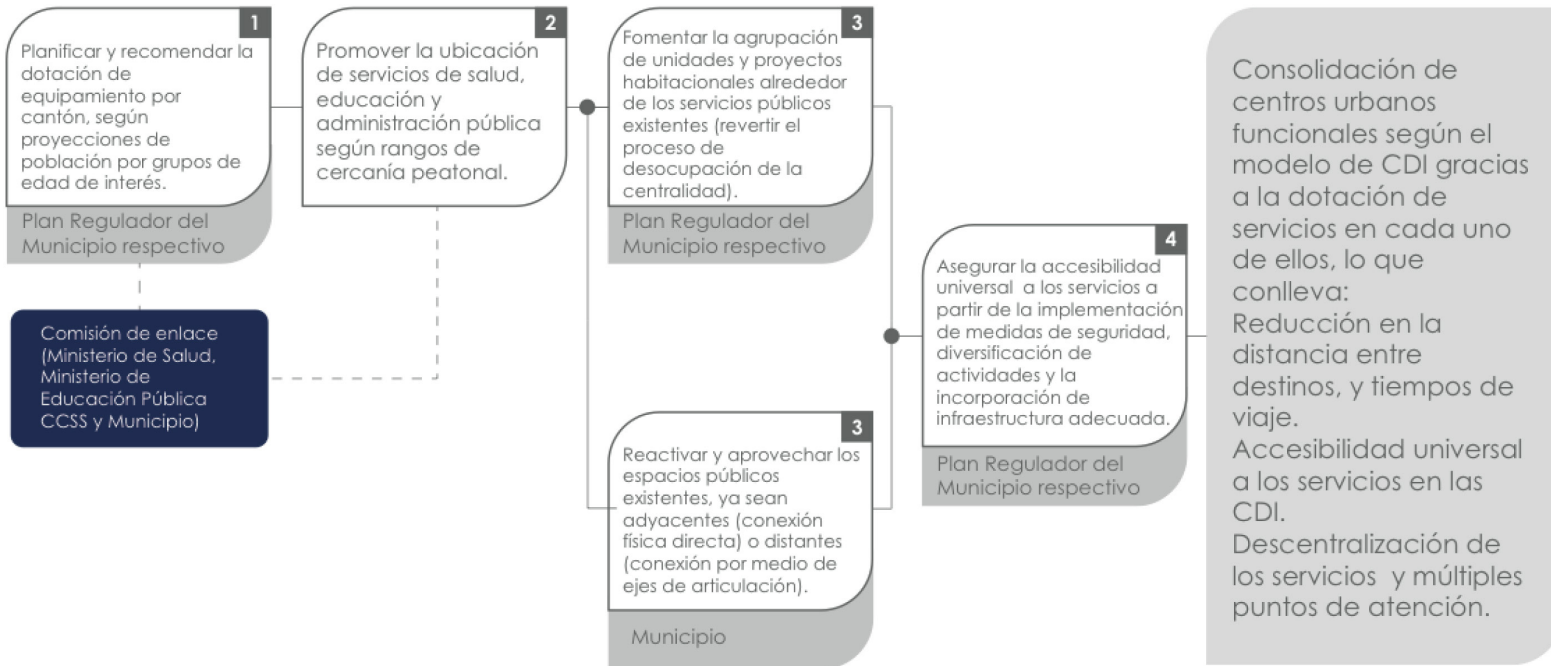 1
Planificar y recomendar la
dotación de
equipamiento por
cantón, según
proyecciones de
población por grupos de
edad de interés.
Plan Regulador del
Municipio respectivo
Comisión de enlace
(Ministerio de Salud,
Ministerio de
Educación Pública
CCSS y Municipio)
2
Promover la ubicación
de servicios de salud,
educación y
administración pública
según rangos de
cercanía peatonal.
3
Fomentar la agrupación
de unidades y proyectos
habitacionales alrededor
de los servicios públicos
existentes (revertir el
proceso de
desocupación de la
centralidad).
Plan Regulador del
Municipio respectivo
3
Reactivar y aprovechar los
espacios públicos
existentes, ya sean
adyacentes (conexión
física directa) o distantes
(conexión por medio de
ejes de articulación).
Municipio
4
Asegurar la accesibilidad
universal a los servicios a
partir de la implementación
de medidas de seguridad,
diversificación de
actividades y la
incorporación de
infraestructura adecuada.
Plan Regulador del
Municipio respectivo
Consolidación de
centros urbanos
funcionales según el
modelo de CDI gracias
a la dotación de
servicios en cada uno
de ellos, lo que
conlleva:
Reducción en la
distancia entre
destinos, y tiempos de
viaje.
Accesibilidad universal
a los servicios en las
CDI.
Descentralización de
los servicios y múltiples
puntos de atención.